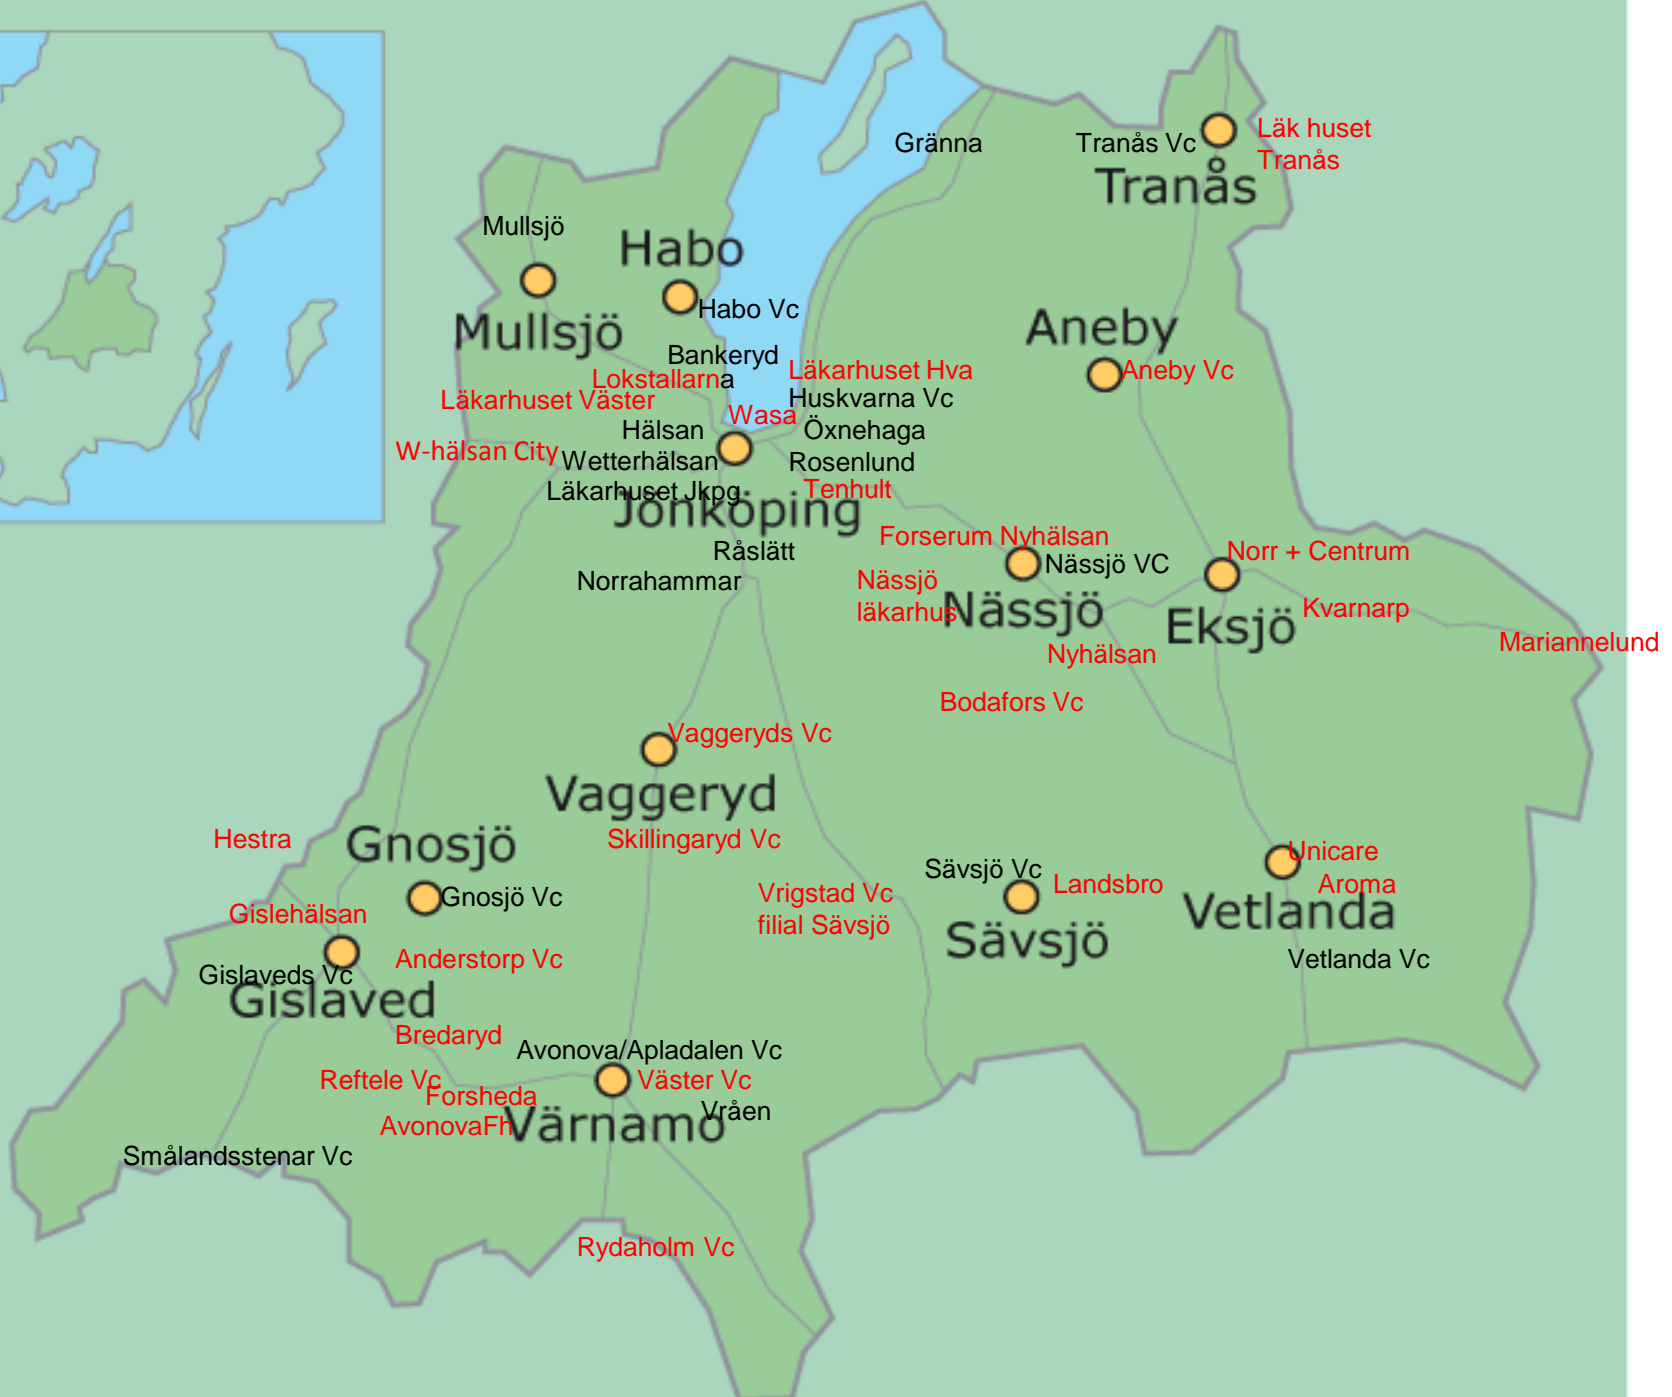 Läk huset
Tranås
Gränna
Tranås Vc
Tranås
Mullsjö
Habo
Habo Vc
Mullsjö
Aneby
Bankeryd
Lokstallarna
Läkarhuset Hva
Aneby Vc
Läkarhuset Väster
Huskvarna Vc
Wasa
Hälsan
Öxnehaga
W-hälsan City
Wetterhälsan
Rosenlund
Läkarhuset Jkpg
Tenhult
Jönköping
Forserum Nyhälsan
Råslätt
Nässjö VC
Norr + Centrum
Norrahammar
Nässjö
läkarhus
Nässjö
Eksjö
Kvarnarp
Mariannelund
Nyhälsan
Bodafors Vc
Vaggeryds Vc
Vaggeryd
Hestra
Gnosjö
Skillingaryd Vc
Unicare
Sävsjö Vc
Landsbro
Aroma
Gnosjö Vc
Vrigstad Vc
filial Sävsjö
Vetlanda
Gislehälsan
Sävsjö
Anderstorp Vc
Vetlanda Vc
Gislaveds Vc
Gislaved
Bredaryd
Avonova/Apladalen Vc
Reftele Vc
Väster Vc
Forsheda
Vråen
AvonovaFh
Värnamo
Smålandsstenar Vc
Rydaholm Vc